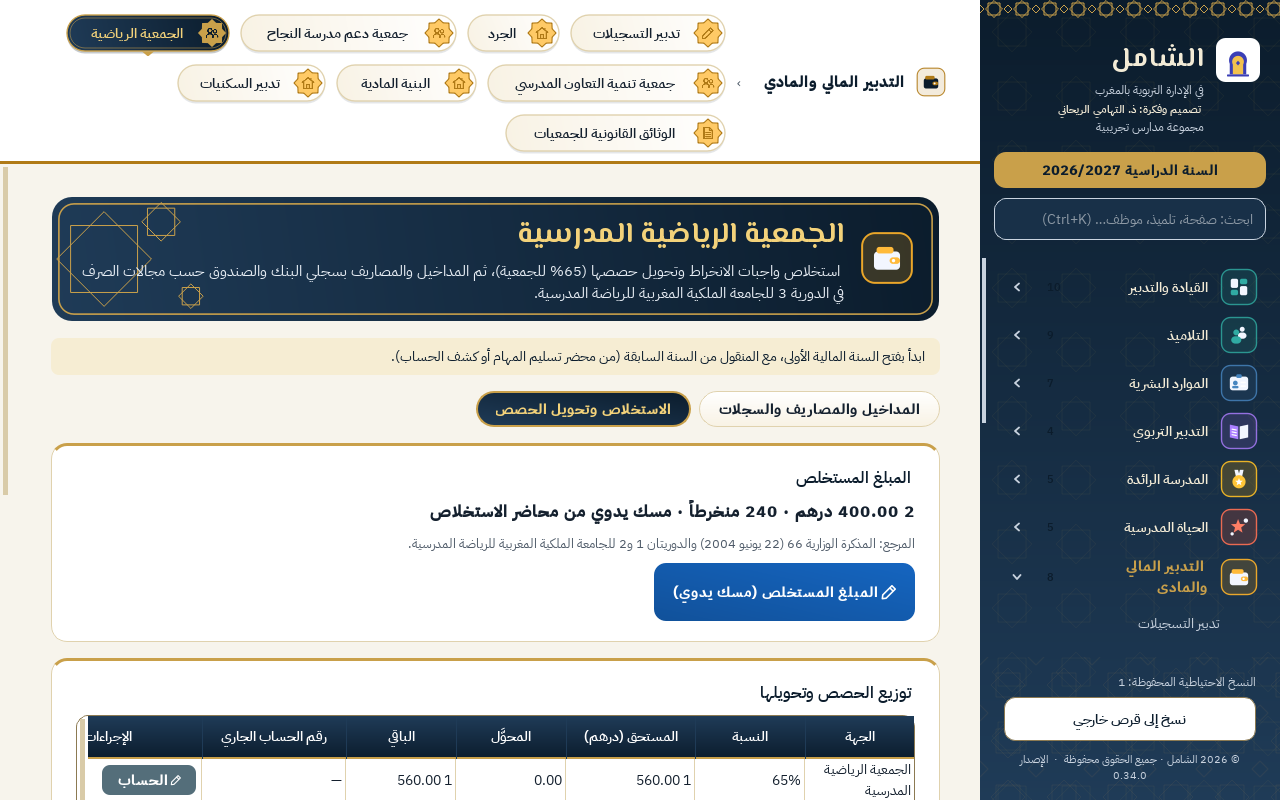 الشامل
في الإدارة التربوية بالمغرب
تصميم وفكرة: ذ. التهامي الريحاني
مجموعة مدارس تجريبية
السنة الدراسية 2026/2027
ابحث: صفحة، تلميذ، موظف... (Ctrl+K)
القيادة والتدبير 10
التلاميذ 9
الموارد البشرية 7
التدبير التربوي 4
المدرسة الرائدة 5
الحياة المدرسية 5
التدبير المالي والمادي 8
تدبير التسجيلات
النسخ الاحتياطية المحفوظة: 1
نسخ إلى قرص خارجي
© 2026 الشامل · جميع الحقوق محفوظة · الإصدار
0.34.0
التدبير المالي والمادي ‹
تدبير التسجيلات
الجرد
جمعية دعم مدرسة النجاح
الجمعية الرياضية
جمعية تنمية التعاون المدرسي
البنية المادية
تدبير السكنيات
الوثائق القانونية للجمعيات
الجمعية الرياضية المدرسية
استخلاص واجبات الانخراط وتحويل حصصها (65% للجمعية)، ثم المداخيل والمصاريف بسجلي البنك والصندوق حسب مجالات الصرف
في الدورية 3 للجامعة الملكية المغربية للرياضة المدرسية.
ابدأ بفتح السنة المالية الأولى، مع المنقول من السنة السابقة (من محضر تسليم المهام أو كشف الحساب).
المداخيل والمصاريف والسجلات
الاستخلاص وتحويل الحصص
المبلغ المستخلص
2 400.00 درهم · 240 منخرطاً · مسك يدوي من محاضر الاستخلاص
المرجع: المذكرة الوزارية 66 (22 يونيو 2004) والدوريتان 1 و2 للجامعة الملكية المغربية للرياضة المدرسية.
المبلغ المستخلص (مسك يدوي)
توزيع الحصص وتحويلها
الجهة النسبة المستحق (درهم) المحوَّل الباقي رقم الحساب الجاري الإجراءات
الجمعية الرياضية المدرسية 65% 1 560.00 0.00 1 560.00 — الحساب